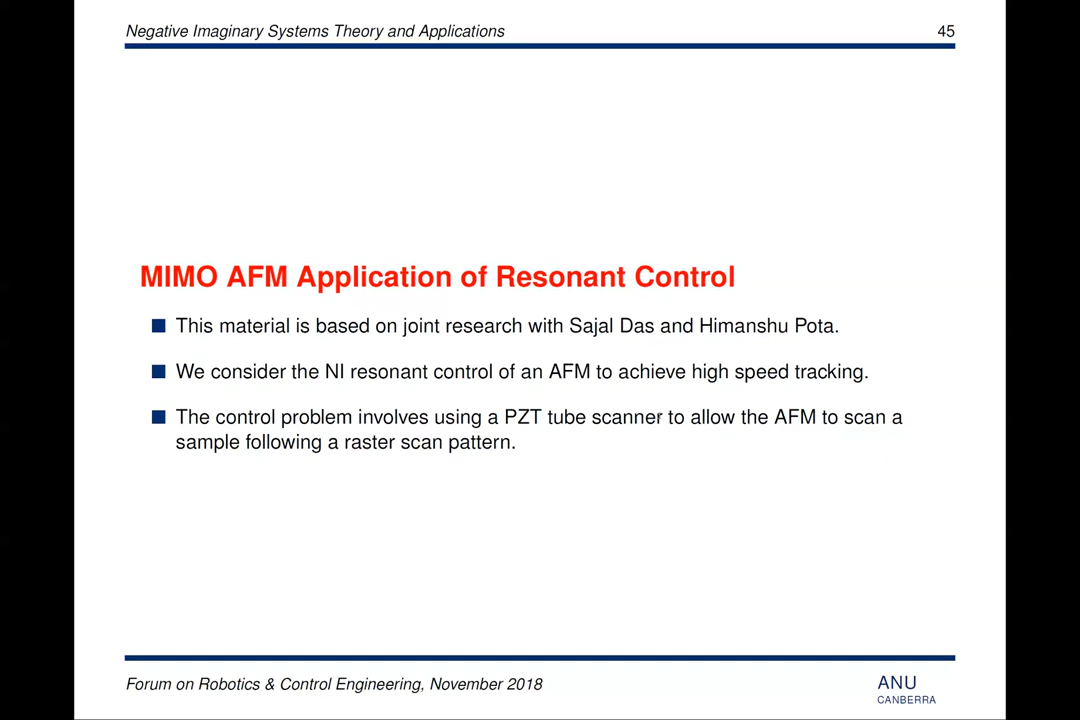 Negative Imaginary Systems Theory and Applications 45
MIMO AFM Application of Resonant Control
This material is based on joint research with Sajal Das and Himanshu Pota.
We consider the NI resonant control of an AFM to achieve high speed tracking.
The control problem involves using a PZT tube scanner to allow the AFM to scan a
sample following a raster scan pattern.
Forum on Robotics & Control Engineering, November 2018
ANU
CANBERRA